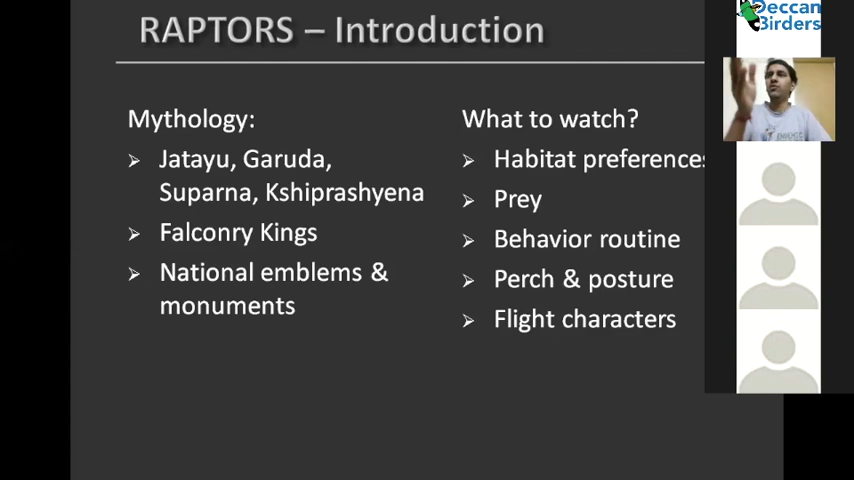 RAPTORS – Introduction
Deccan
Birders
Mythology:
Jatayu, Garuda,
Suparna, Kshiprashyena
Falconry Kings
National emblems &
monuments
What to watch?
Habitat preferences
Prey
Behavior routine
Perch & posture
Flight characters